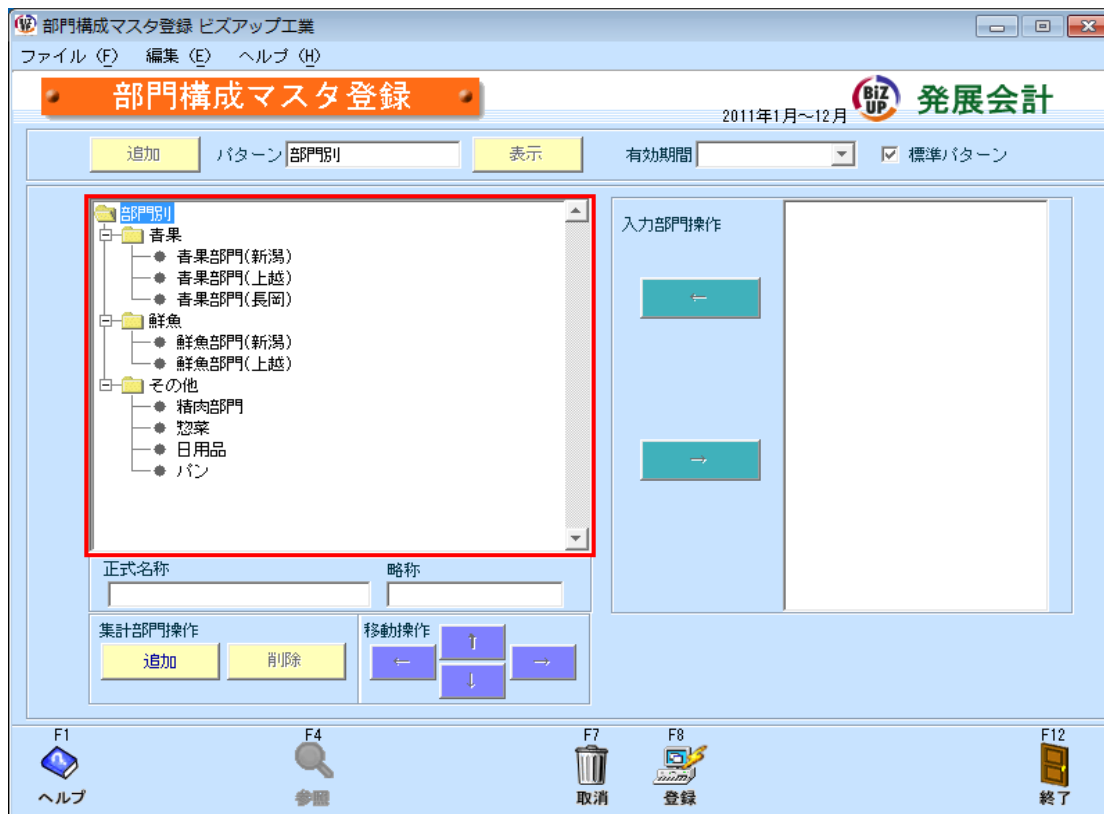 部門構成マスタ登録 ビズアップ工業
ファイル (F) 編集 (E) ヘルプ (H)
部門構成マスタ登録
2011年1月～12月
BiZ UP 発展会計
追加 パターン 部門別 表示 有効期間 標準パターン
部門別
青果
青果部門(新潟)
青果部門(上越)
青果部門(長岡)
鮮魚
鮮魚部門(新潟)
鮮魚部門(上越)
その他
精肉部門
惣菜
日用品
パン
入力部門操作
←
→
正式名称 略称
集計部門操作 移動操作
追加 削除 ← ↑ ↓ →
F1 F4 F7 F8 F12
ヘルプ 参照 取消 登録 終了